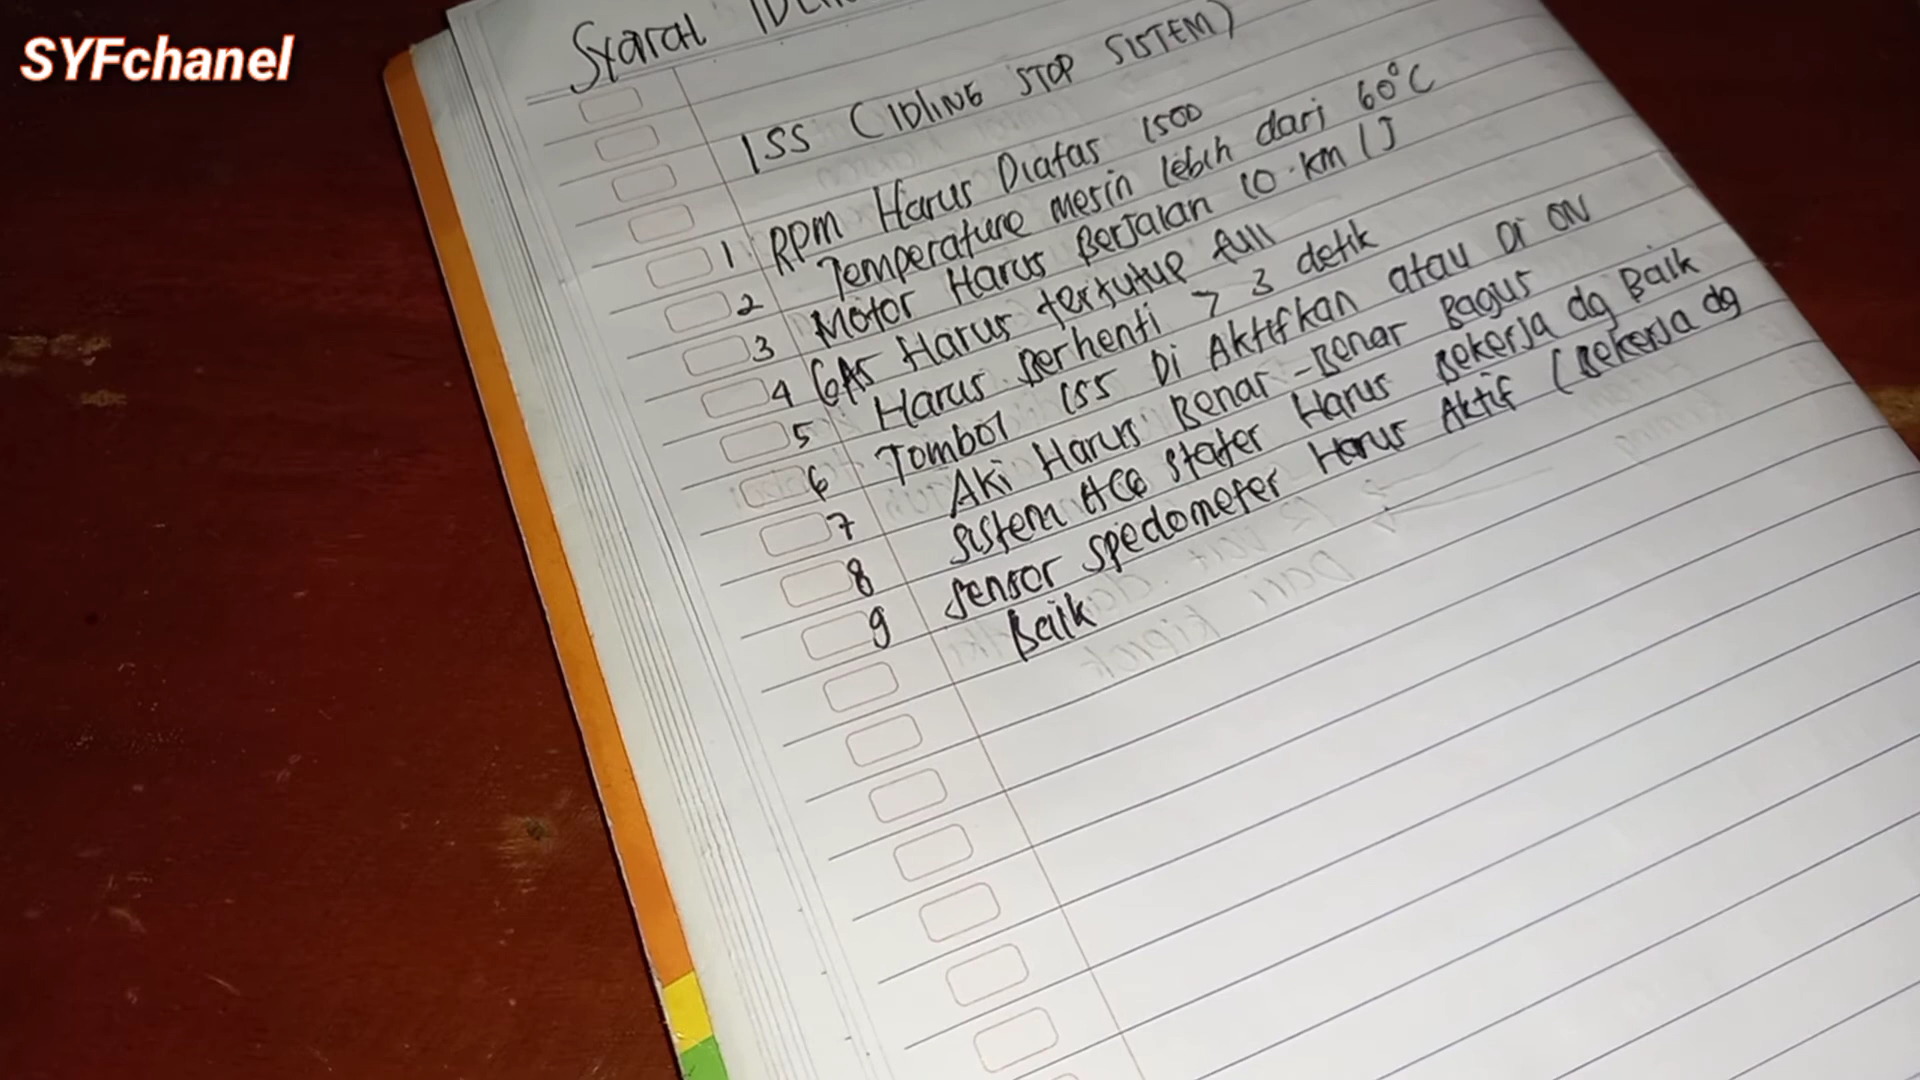 SYFchanel
Syarat
ISS (IDLING STOP SISTEM)
1 RPM Harus Diatas 1500
2 Temperature mesin lebih dari 60°C
3 Motor Harus Berjalan 10.km/J
4 GAS Harus tertutup full
5 Harus Berhenti > 3 detik
6 Tombol ISS Di Aktifkan atau Di ON
7 Aki Harus Benar-Benar Bagus
8 Sistem ACG Stater Harus Bekerja dg Baik
9 Sensor Spedometer Harus Aktif (Bekerja dg
Baik